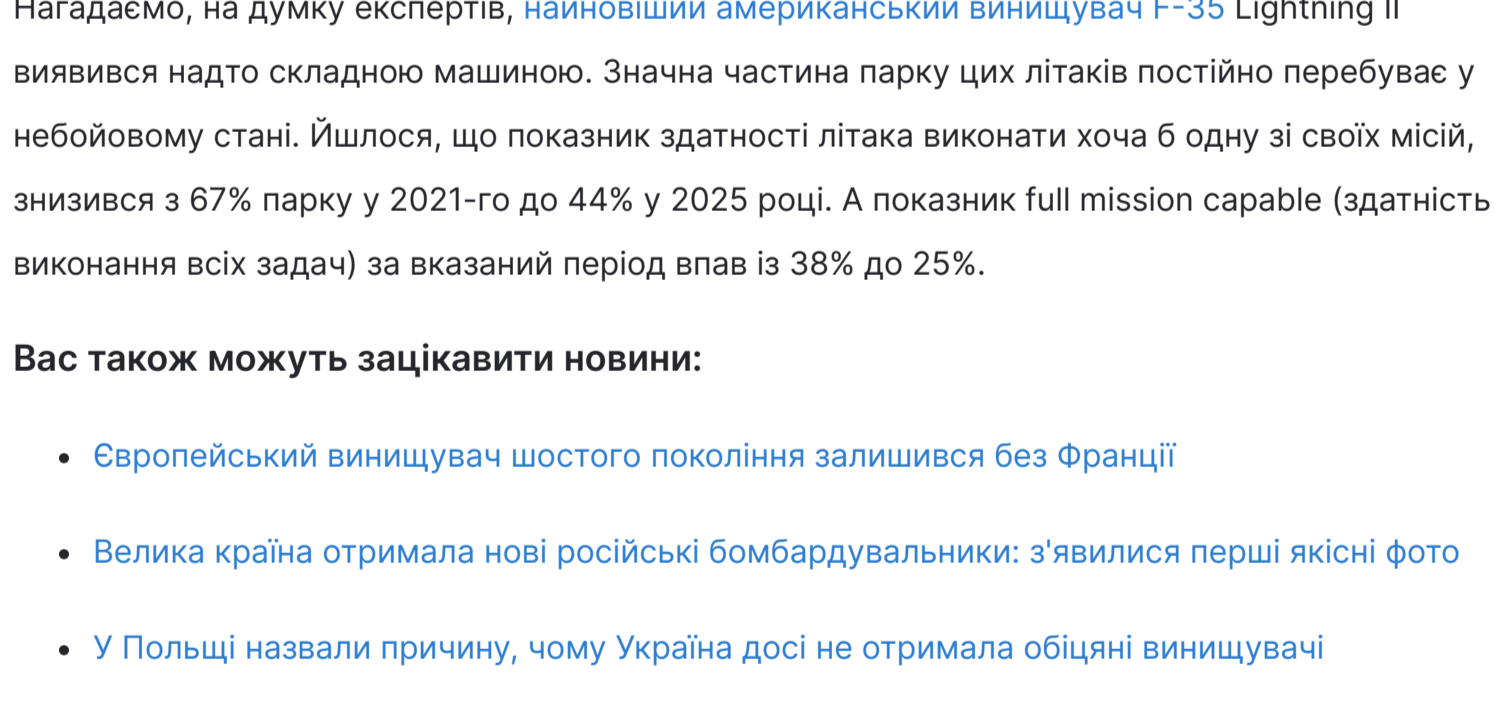 Нагадаємо, на думку експертів, найновіший американський винищувач F-35 Lightning II
виявився надто складною машиною. Значна частина парку цих літаків постійно перебуває у
небойовому стані. Йшлося, що показник здатності літака виконати хоча б одну зі своїх місій,
знизився з 67% парку у 2021-го до 44% у 2025 році. А показник full mission capable (здатність
виконання всіх задач) за вказаний період впав із 38% до 25%.
Вас також можуть зацікавити новини:
• Європейський винищувач шостого покоління залишився без Франції
• Велика країна отримала нові російські бомбардувальники: з'явилися перші якісні фото
• У Польщі назвали причину, чому Україна досі не отримала обіцяні винищувачі